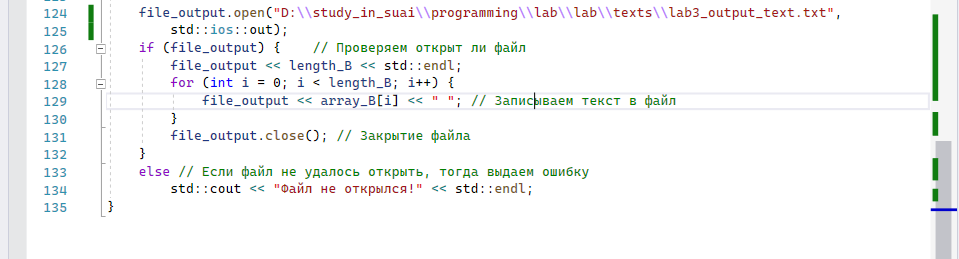 124 file_output.open("D:\\study_in_suai\\programming\\lab\\lab\\texts\\lab3_output_text.txt",
125 std::ios::out);
126 if (file_output) { // Проверяем открыт ли файл
127 file_output << length_B << std::endl;
128 for (int i = 0; i < length_B; i++) {
129 file_output << array_B[i] << " "; // Записываем текст в файл
130 }
131 file_output.close(); // Закрытие файла
132 }
133 else // Если файл не удалось открыть, тогда выдаем ошибку
134 std::cout << "Файл не открылся!" << std::endl;
135 }